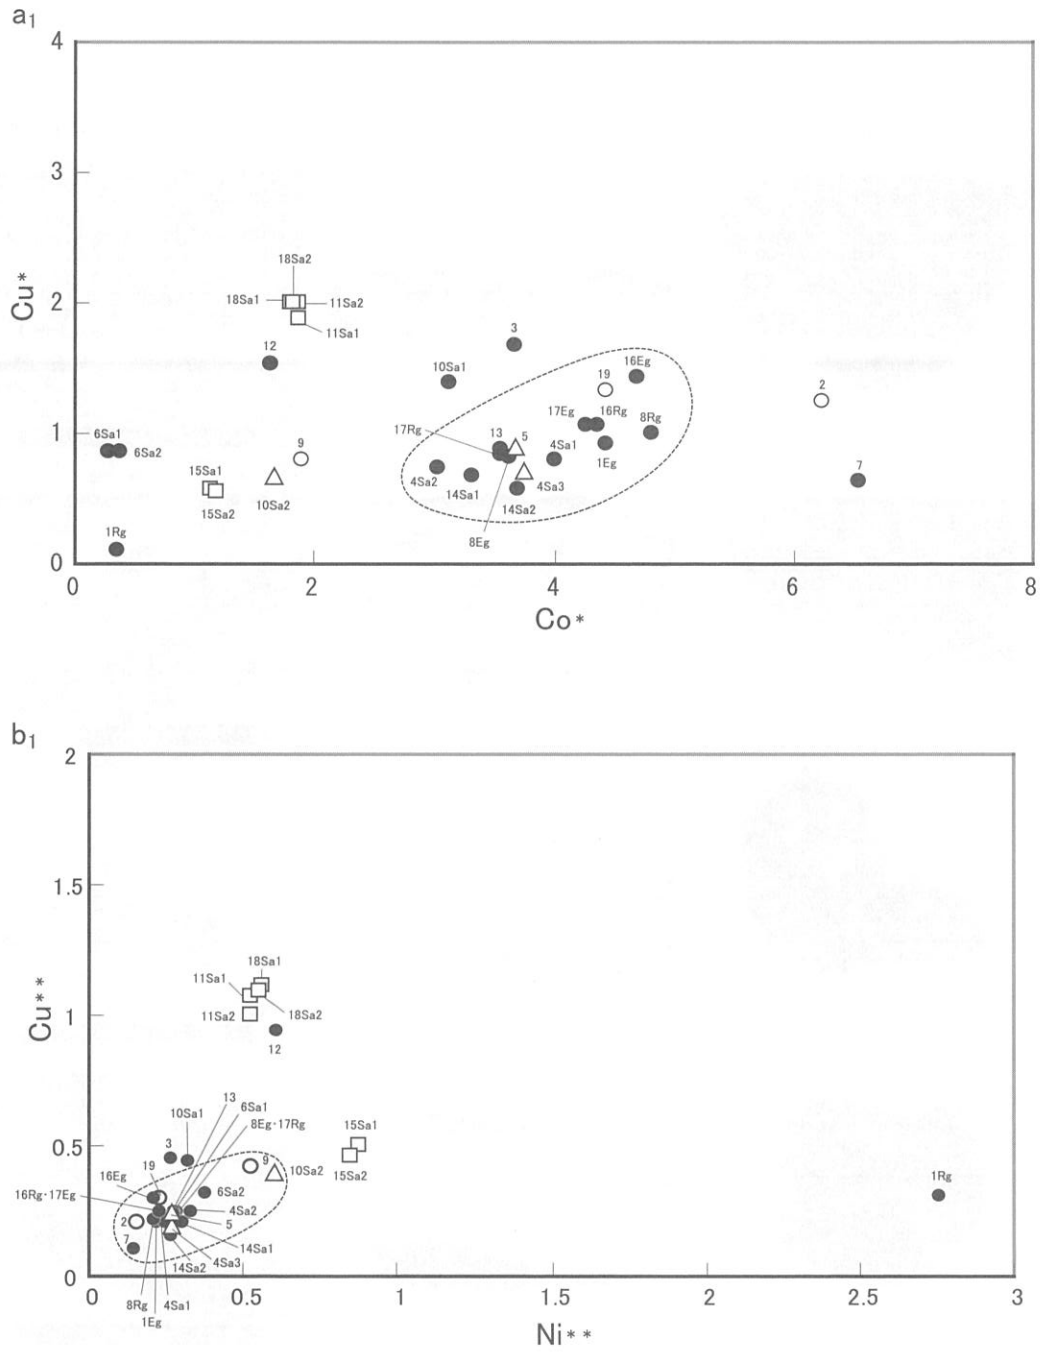 a1
4
3
18Sa2
Cu*
2
18Sa1
11Sa2
11Sa1
3
12
16Eg
10Sa1
19
2
17Eg
16Rg
8Rg
17Rg
13
5
1
6Sa1
9
4Sa1
1Eg
6Sa2
15Sa1
7
4Sa2
4Sa3
10Sa2
14Sa1
15Sa2
14Sa2
1Rg
8Eg
0
0
2
4
6
8
Co*
b1
2
1.5
18Sa1
11Sa1
Cu**
1
11Sa2
18Sa2
12
13
6Sa1
10Sa1
8Eg·17Rg
15Sa1
0.5
3
19
9
10Sa2
15Sa2
16Eg
1Rg
6Sa2
16Rg·17Eg
4Sa2
2
5
7
14Sa1
4Sa3
14Sa2
0
8Rg
4Sa1
1Eg
0
0.5
1
1.5
2
2.5
3
Ni**